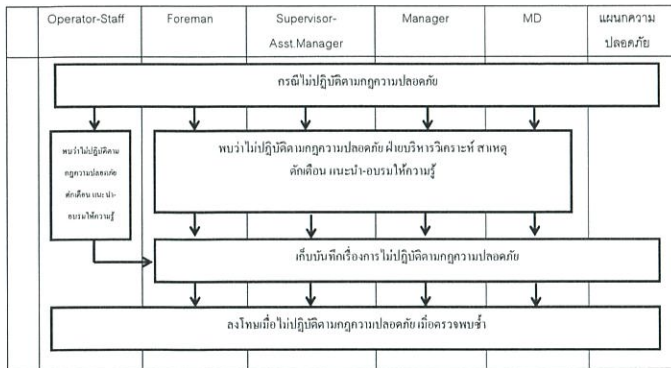 Operator-Staff
Foreman
Supervisor-
Asst.Manager
Manager
MD
แผนกความ
ปลอดภัย
กรณีไม่ปฏิบัติตามกฎความปลอดภัย
พบว่าไม่ปฏิบัติตาม
กฎความปลอดภัย
ตักเตือน แนะนำ-
อบรมให้ความรู้
พบว่าไม่ปฏิบัติตามกฎความปลอดภัย ฝ่ายบริหารวิเคราะห์ สาเหตุ
ตักเตือน แนะนำ-อบรมให้ความรู้
เก็บบันทึกเรื่องการไม่ปฏิบัติตามกฎความปลอดภัย
ลงโทษเมื่อไม่ปฏิบัติตามกฎความปลอดภัย เมื่อตรวจพบซ้ำ